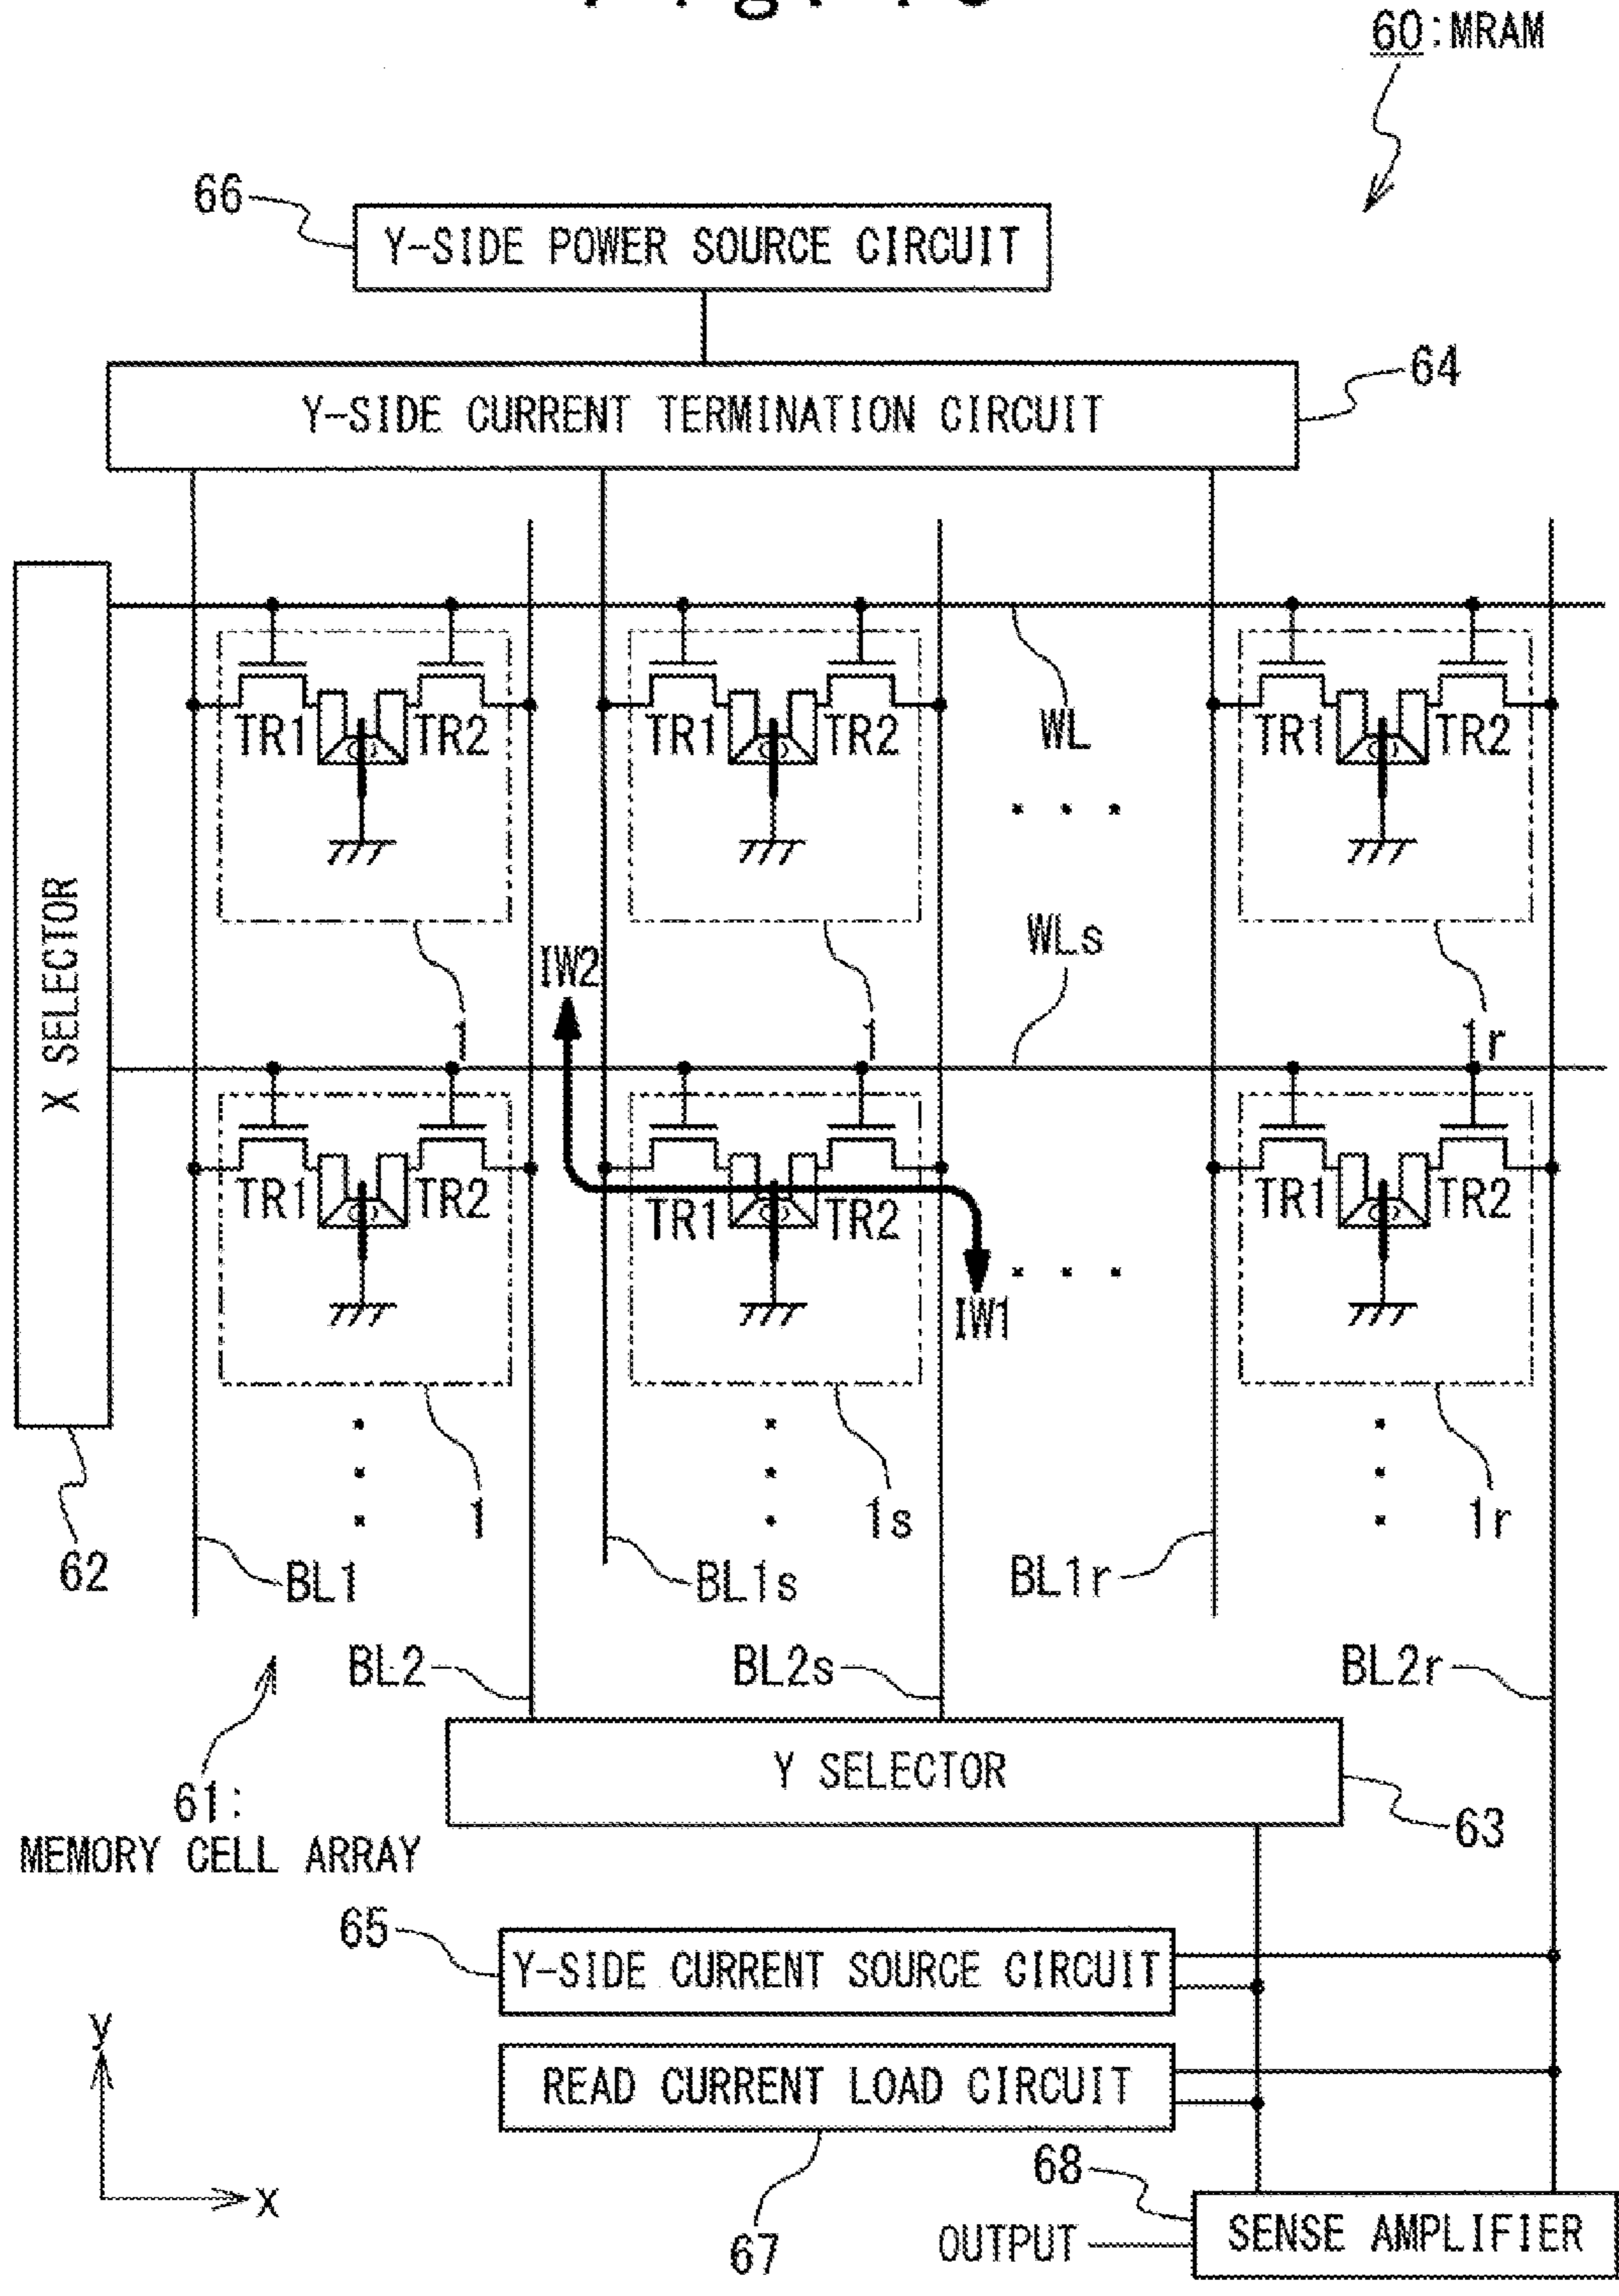 60:MRAM
66
Y-SIDE POWER SOURCE CIRCUIT
64
Y-SIDE CURRENT TERMINATION CIRCUIT
TR1 TR2 TR1 TR2 WL TR1 TR2
. . .
X SELECTOR
WLs
IW2
1 1 1r
TR1 TR2 TR1 TR2 TR1 TR2
. . .
IW1
1 1s 1r
62
BL1 BL1s BL1r
BL2 BL2s BL2r
Y SELECTOR
61:
MEMORY CELL ARRAY
63
65
Y-SIDE CURRENT SOURCE CIRCUIT
y
READ CURRENT LOAD CIRCUIT
68
x
67
OUTPUT
SENSE AMPLIFIER